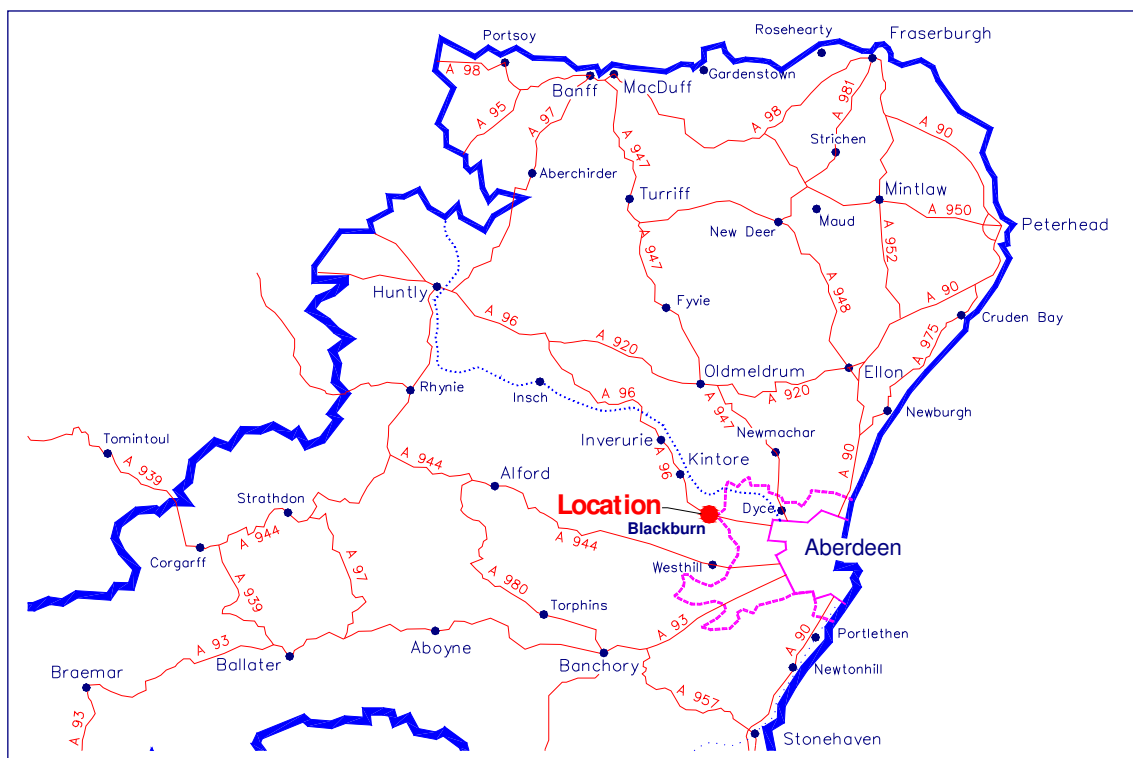 Rosehearty
Fraserburgh
Portsoy
A 98
Gardenstown
Banff
MacDuff
A 95
A 97
A 98
A 981
A 90
Strichen
A 947
Aberchirder
Turriff
Mintlaw
A 950
Maud
New Deer
Peterhead
A 947
A 952
Huntly
A 90
A 948
Fyvie
A 96
Cruden Bay
A 975
A 920
Oldmeldrum
Ellon
Rhynie
Insch
A 96
A 947
A 920
Newburgh
Tomintoul
Inverurie
Newmachar
A 939
A 944
Alford
Kintore
A 96
A 90
Strathdon
Location
Dyce
Blackburn
A 944
A 944
Corgarff
Aberdeen
A 97
Westhill
A 939
A 980
Torphins
A 93
A 93
Aboyne
A 90
Portlethen
Ballater
Banchory
Braemar
Newtonhill
A 957
A 93
Stonehaven